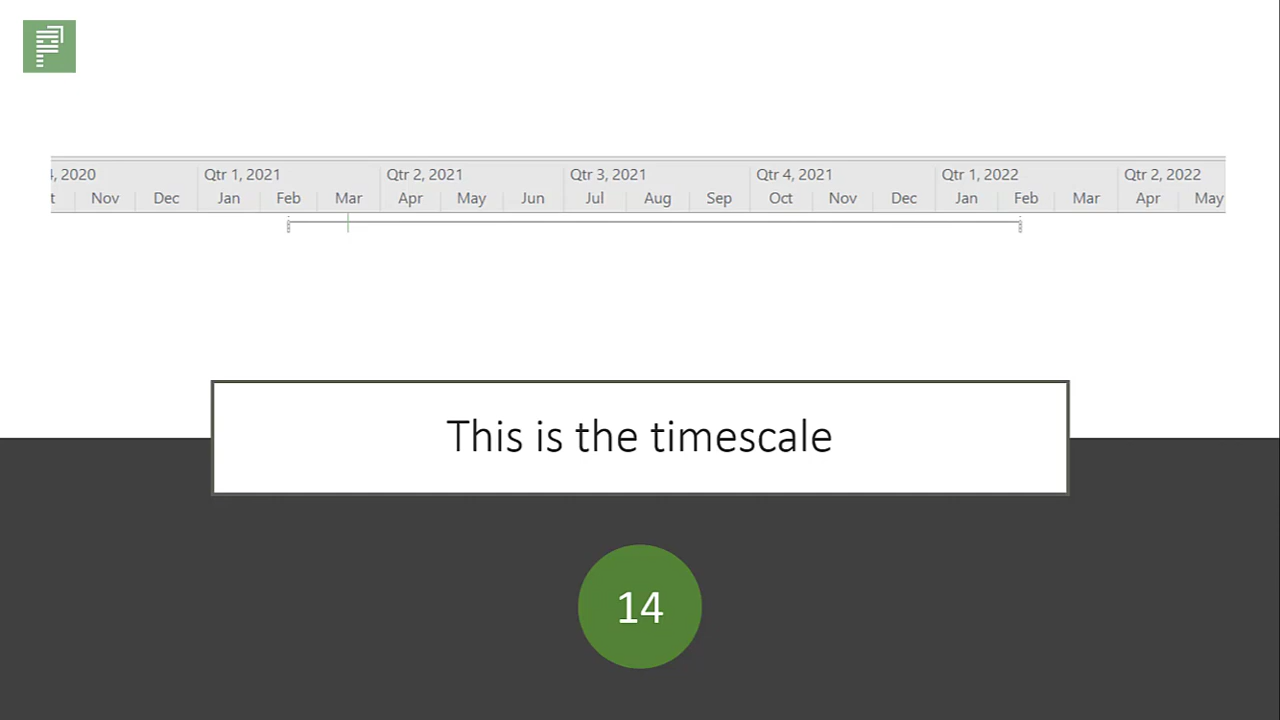 4, 2020 Qtr 1, 2021 Qtr 2, 2021 Qtr 3, 2021 Qtr 4, 2021 Qtr 1, 2022 Qtr 2, 2022
t Nov Dec Jan Feb Mar Apr May Jun Jul Aug Sep Oct Nov Dec Jan Feb Mar Apr May
This is the timescale
14